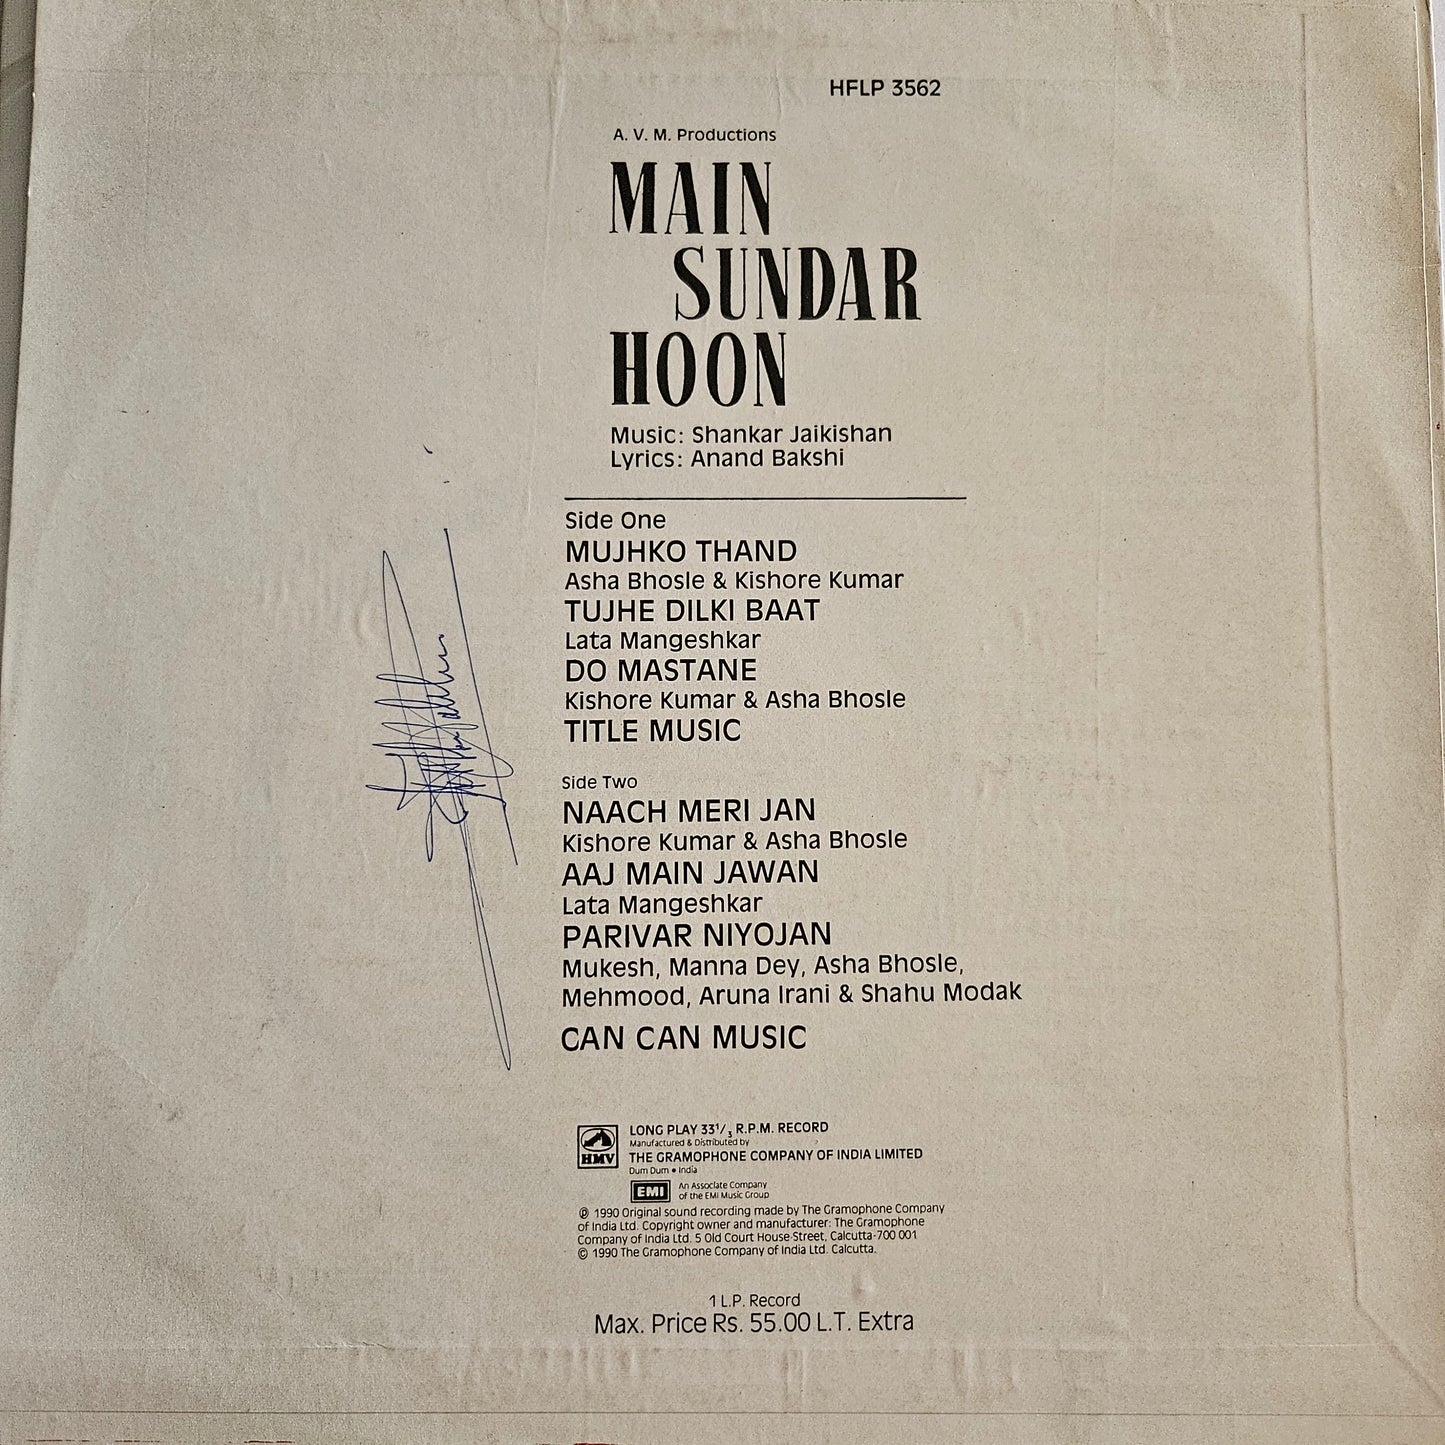 HFLP 3562
A. V. M. Productions
MAIN
SUNDAR
HOON
Music: Shankar Jaikishan
Lyrics: Anand Bakshi
Side One
MUJHKO THAND
Asha Bhosle & Kishore Kumar
TUJHE DILKI BAAT
Lata Mangeshkar
DO MASTANE
Kishore Kumar & Asha Bhosle
TITLE MUSIC
Side Two
NAACH MERI JAN
Kishore Kumar & Asha Bhosle
AAJ MAIN JAWAN
Lata Mangeshkar
PARIVAR NIYOJAN
Mukesh, Manna Dey, Asha Bhosle,
Mehmood, Aruna Irani & Shahu Modak
CAN CAN MUSIC
HMV
LONG PLAY 33 1/3 R.P.M. RECORD
Manufactured & Distributed by
THE GRAMOPHONE COMPANY OF INDIA LIMITED
Dum Dum • India
EMI
An Associate Company
of the EMI Music Group
℗ 1990 Original sound recording made by The Gramophone Company
of India Ltd. Copyright owner and manufacturer: The Gramophone
Company of India Ltd. 5 Old Court House Street, Calcutta-700 001
© 1990 The Gramophone Company of India Ltd. Calcutta.
1 L.P. Record
Max. Price Rs. 55.00 L.T. Extra